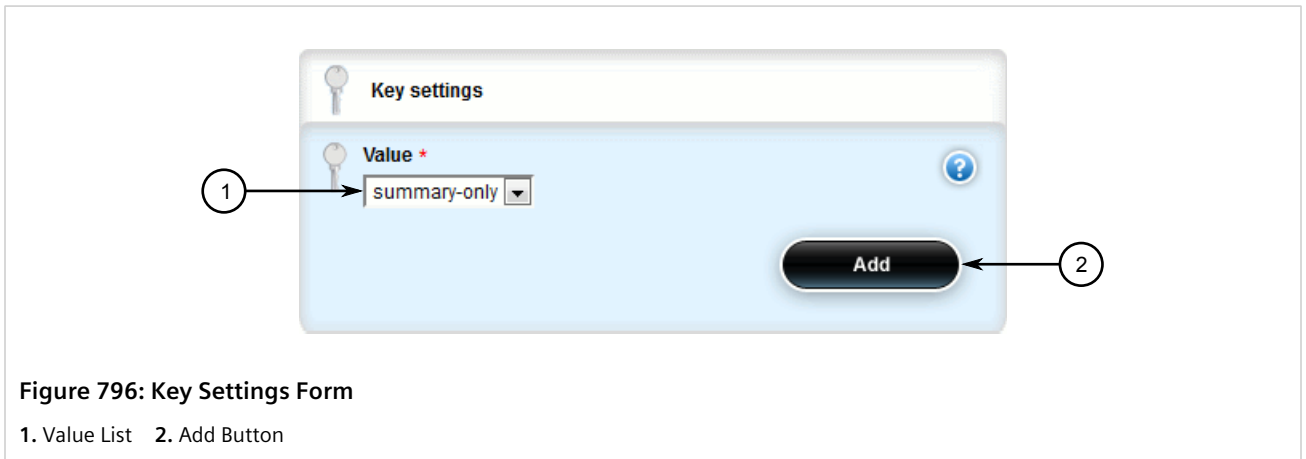 Key settings
Value *
?
1
summary-only
Add
2
Figure 796: Key Settings Form
1. Value List 2. Add Button